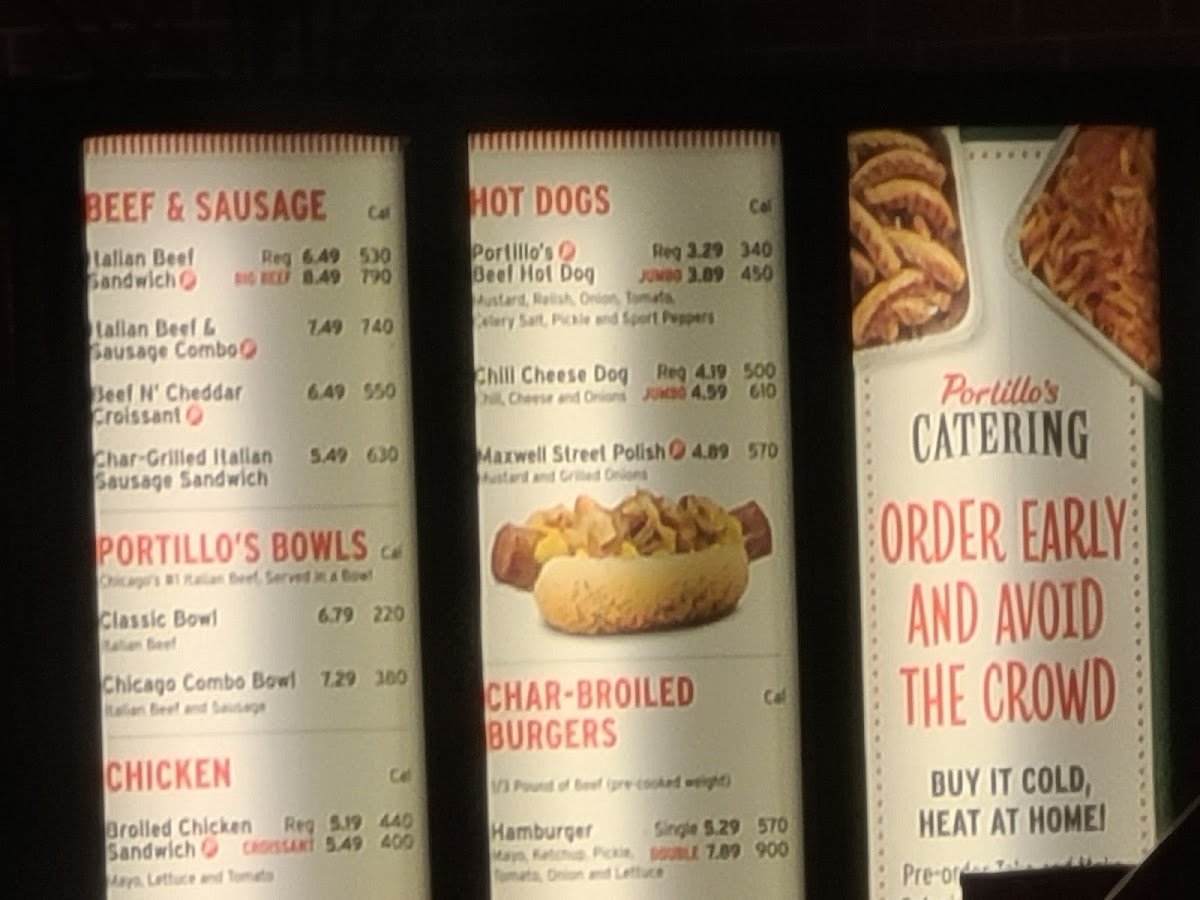 BEEF & SAUSAGE Cal
Italian Beef Reg 6.49 530
Sandwich BIG BEEF 8.49 790
Italian Beef & 7.49 740
Sausage Combo
Beef N' Cheddar 6.49 550
Croissant
Char-Grilled Italian 5.49 630
Sausage Sandwich
PORTILLO'S BOWLS Cal
Chicago's #1 Italian Beef, Served in a Bowl
Classic Bowl 6.79 220
Italian Beef
Chicago Combo Bowl 7.29 380
Italian Beef and Sausage
CHICKEN Cal
Broiled Chicken Reg 5.19 440
Sandwich CROISSANT 5.49 400
Mayo, Lettuce and Tomato
HOT DOGS Cal
Portillo's Reg 3.29 340
Beef Hot Dog JUMBO 3.89 450
Mustard, Relish, Onion, Tomato,
Celery Salt, Pickle and Sport Peppers
Chili Cheese Dog Reg 4.19 500
Chili, Cheese and Onions JUMBO 4.59 610
Maxwell Street Polish 4.89 570
Mustard and Grilled Onions
CHAR-BROILED Cal
BURGERS
1/3 Pound of Beef (pre-cooked weight)
Hamburger Single 5.29 570
Mayo, Ketchup, Pickle, DOUBLE 7.09 900
Tomato, Onion and Lettuce
Portillo's
CATERING
ORDER EARLY
AND AVOID
THE CROWD
BUY IT COLD,
HEAT AT HOME!